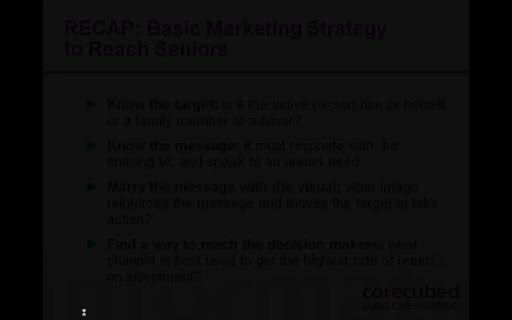 RECAP: Basic Marketing Strategy
to Reach Seniors
Know the target: is it the active person him or herself
or a family member or advisor?
Know the message: it must resonate with, be
enticing to, and speak to an unmet need
Marry the message with the visual: what image
reinforces the message and moves the target to take
action?
Find a way to reach the decision makers: what
channel is best used to get the highest rate of return
on investment?
corecubed